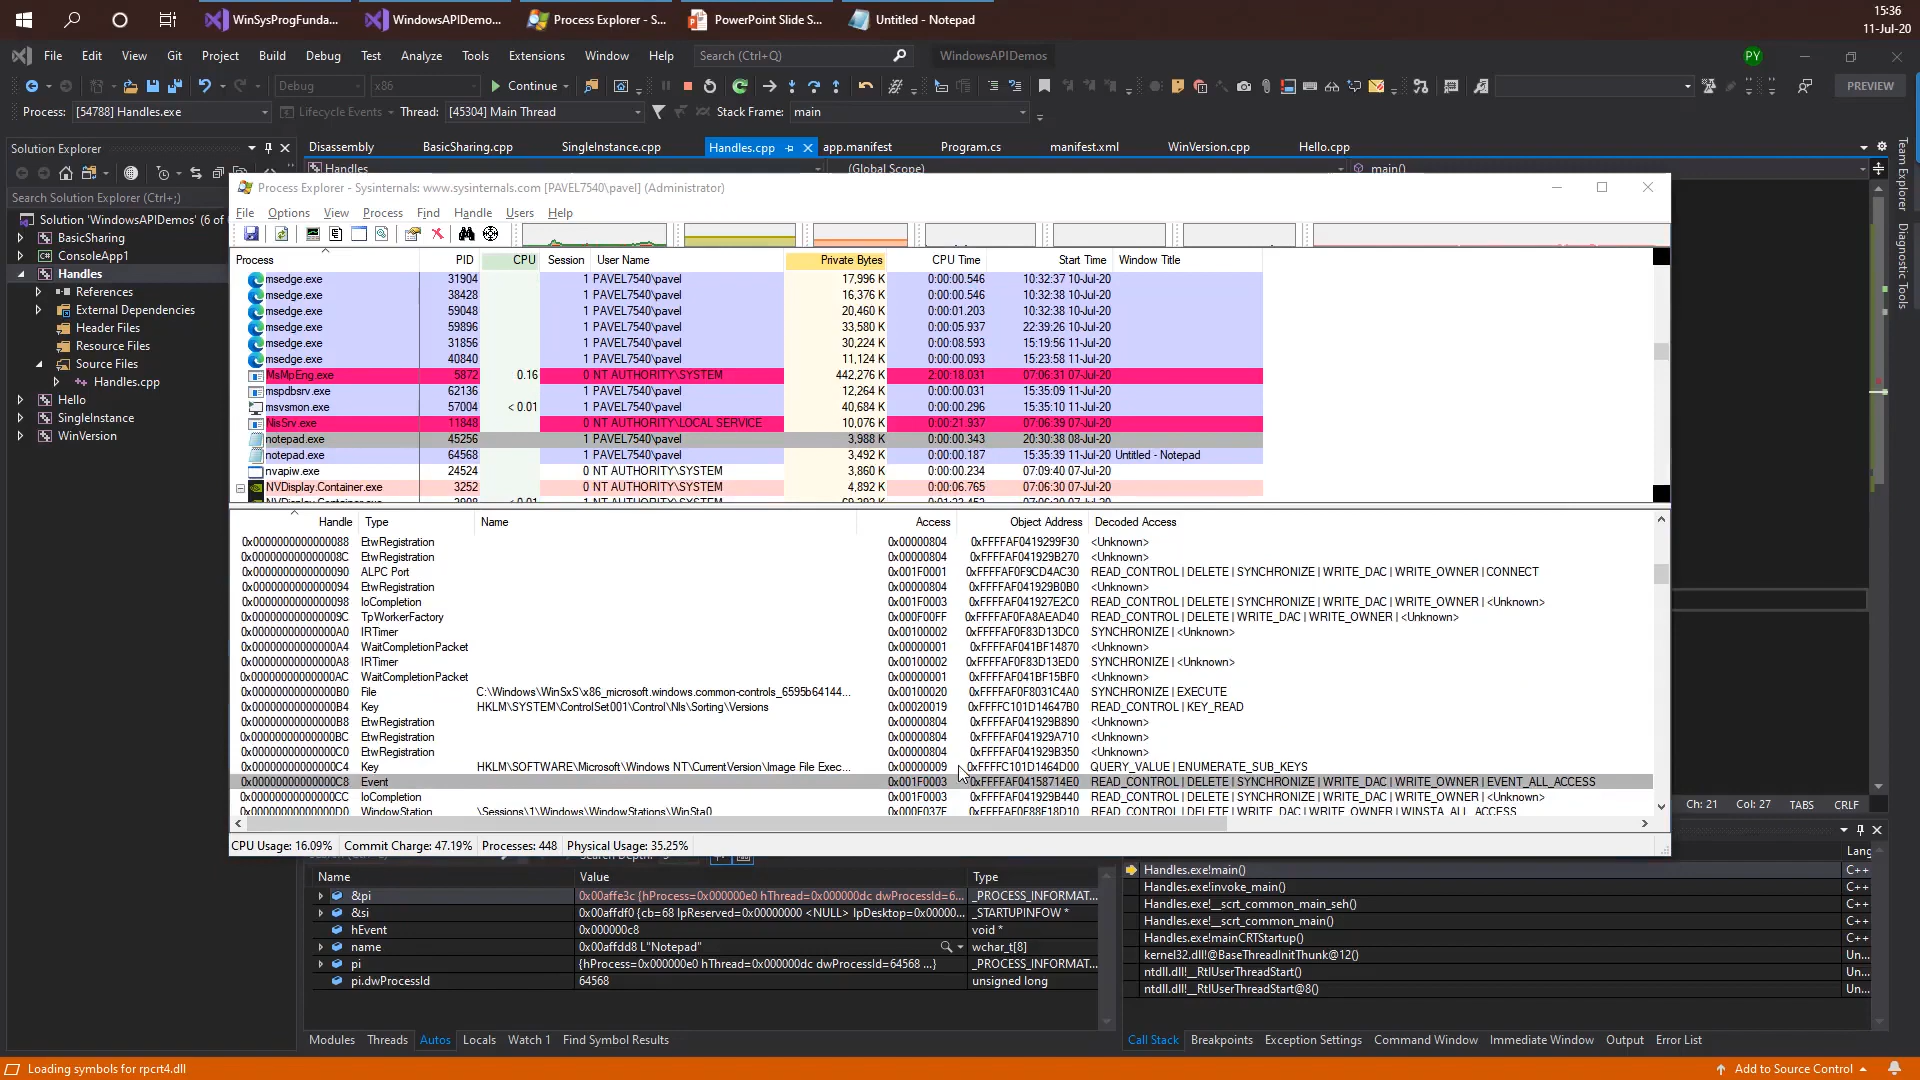 WinSysProgFunda...
WindowsAPIDemo...
Process Explorer - S...
PowerPoint Slide S...
Untitled - Notepad
15:36
11-Jul-20
File Edit View Git Project Build Debug Test Analyze Tools Extensions Window Help
Search (Ctrl+Q)
WindowsAPIDemos
PY
Debug x86 Continue
PREVIEW
Process: [54788] Handles.exe Lifecycle Events Thread: [45304] Main Thread Stack Frame: main
Solution Explorer
Disassembly BasicSharing.cpp SingleInstance.cpp Handles.cpp app.manifest Program.cs manifest.xml WinVersion.cpp Hello.cpp
Handles (Global Scope) main()
Search Solution Explorer (Ctrl+;)
Solution 'WindowsAPIDemos' (6 of
BasicSharing
ConsoleApp1
Handles
References
External Dependencies
Header Files
Resource Files
Source Files
Handles.cpp
Hello
SingleInstance
WinVersion
Team Explorer
Diagnostic Tools
Process Explorer - Sysinternals: www.sysinternals.com [PAVEL7540\pavel] (Administrator)
File Options View Process Find Handle Users Help
Process PID CPU Session User Name Private Bytes CPU Time Start Time Window Title
msedge.exe 31904 1 PAVEL7540\pavel 17,996 K 0:00:00.546 10:32:37 10-Jul-20
msedge.exe 38428 1 PAVEL7540\pavel 16,376 K 0:00:00.546 10:32:38 10-Jul-20
msedge.exe 59048 1 PAVEL7540\pavel 20,460 K 0:00:01.203 10:32:38 10-Jul-20
msedge.exe 59896 1 PAVEL7540\pavel 33,580 K 0:00:05.937 22:39:26 10-Jul-20
msedge.exe 31856 1 PAVEL7540\pavel 30,224 K 0:00:08.593 15:19:56 11-Jul-20
msedge.exe 40840 1 PAVEL7540\pavel 11,124 K 0:00:00.093 15:23:58 11-Jul-20
MsMpEng.exe 5872 0.16 0 NT AUTHORITY\SYSTEM 442,276 K 2:00:18.031 07:06:31 07-Jul-20
mspdbsrv.exe 62136 1 PAVEL7540\pavel 12,264 K 0:00:00.031 15:35:09 11-Jul-20
msvsmon.exe 57004 < 0.01 1 PAVEL7540\pavel 40,684 K 0:00:00.296 15:35:10 11-Jul-20
NisSrv.exe 11848 0 NT AUTHORITY\LOCAL SERVICE 10,076 K 0:00:21.937 07:06:39 07-Jul-20
notepad.exe 45256 1 PAVEL7540\pavel 3,988 K 0:00:00.343 20:30:38 08-Jul-20
notepad.exe 64568 1 PAVEL7540\pavel 3,492 K 0:00:00.187 15:35:39 11-Jul-20 Untitled - Notepad
nvapiw.exe 24524 0 NT AUTHORITY\SYSTEM 3,860 K 0:00:00.234 07:09:40 07-Jul-20
NVDisplay.Container.exe 3252 0 NT AUTHORITY\SYSTEM 4,892 K 0:00:06.765 07:06:30 07-Jul-20
Handle Type Name Access Object Address Decoded Access
0x0000000000000088 EtwRegistration 0x00000804 0xFFFFAF0419299F30 <Unknown>
0x000000000000008C EtwRegistration 0x00000804 0xFFFFAF041929B270 <Unknown>
0x0000000000000090 ALPC Port 0x001F0001 0xFFFFAF0F9CD4AC30 READ_CONTROL | DELETE | SYNCHRONIZE | WRITE_DAC | WRITE_OWNER | CONNECT
0x0000000000000094 EtwRegistration 0x00000804 0xFFFFAF041929B0B0 <Unknown>
0x0000000000000098 IoCompletion 0x001F0003 0xFFFFAF041927E2C0 READ_CONTROL | DELETE | SYNCHRONIZE | WRITE_DAC | WRITE_OWNER | <Unknown>
0x000000000000009C TpWorkerFactory 0x000F00FF 0xFFFFAF0FA8AEAD40 READ_CONTROL | DELETE | WRITE_DAC | WRITE_OWNER | <Unknown>
0x00000000000000A0 IRTimer 0x00100002 0xFFFFAF0F83D13DC0 SYNCHRONIZE | <Unknown>
0x00000000000000A4 WaitCompletionPacket 0x00000001 0xFFFFAF041BF14870 <Unknown>
0x00000000000000A8 IRTimer 0x00100002 0xFFFFAF0F83D13ED0 SYNCHRONIZE | <Unknown>
0x00000000000000AC WaitCompletionPacket 0x00000001 0xFFFFAF041BF15BF0 <Unknown>
0x00000000000000B0 File C:\Windows\WinSxS\x86_microsoft.windows.common-controls_6595b64144... 0x00100020 0xFFFFAF0F8031C4A0 SYNCHRONIZE | EXECUTE
0x00000000000000B4 Key HKLM\SYSTEM\ControlSet001\Control\Nls\Sorting\Versions 0x00020019 0xFFFFC101D14647B0 READ_CONTROL | KEY_READ
0x00000000000000B8 EtwRegistration 0x00000804 0xFFFFAF041929B890 <Unknown>
0x00000000000000BC EtwRegistration 0x00000804 0xFFFFAF041929A710 <Unknown>
0x00000000000000C0 EtwRegistration 0x00000804 0xFFFFAF041929B350 <Unknown>
0x00000000000000C4 Key HKLM\SOFTWARE\Microsoft\Windows NT\CurrentVersion\Image File Exec... 0x00000009 0xFFFFC101D1464D00 QUERY_VALUE | ENUMERATE_SUB_KEYS
0x00000000000000C8 Event 0x001F0003 0xFFFFAF04158714E0 READ_CONTROL | DELETE | SYNCHRONIZE | WRITE_DAC | WRITE_OWNER | EVENT_ALL_ACCESS
0x00000000000000CC IoCompletion 0x001F0003 0xFFFFAF041929B440 READ_CONTROL | DELETE | SYNCHRONIZE | WRITE_DAC | WRITE_OWNER | <Unknown>
0x00000000000000D0 WindowStation \Sessions\1\Windows\WindowStations\WinSta0 0x000F037F 0xFFFFAF0F88F18D10 READ_CONTROL | DELETE | WRITE_DAC | WRITE_OWNER | WINSTA_ALL_ACCESS
CPU Usage: 16.09% Commit Charge: 47.19% Processes: 448 Physical Usage: 35.25%
Ch: 21 Col: 27 TABS CRLF
Name Value Type
&pi 0x00affe3c {hProcess=0x000000e0 hThread=0x000000dc dwProcessId=6... _PROCESS_INFORMAT...
&si 0x00affdf0 {cb=68 lpReserved=0x00000000 <NULL> lpDesktop=0x00000... _STARTUPINFOW *
hEvent 0x000000c8 void *
name 0x00affdd8 L"Notepad" wchar_t[8]
pi {hProcess=0x000000e0 hThread=0x000000dc dwProcessId=64568 ...} _PROCESS_INFORMAT...
pi.dwProcessId 64568 unsigned long
Lang
Handles.exe!main() C++
Handles.exe!invoke_main() C++
Handles.exe!__scrt_common_main_seh() C++
Handles.exe!__scrt_common_main() C++
Handles.exe!mainCRTStartup() C++
kernel32.dll!@BaseThreadInitThunk@12() Un...
ntdll.dll!__RtlUserThreadStart() Un...
ntdll.dll!__RtlUserThreadStart@8() Un...
Modules Threads Autos Locals Watch 1 Find Symbol Results
Call Stack Breakpoints Exception Settings Command Window Immediate Window Output Error List
Loading symbols for rpcrt4.dll
Add to Source Control